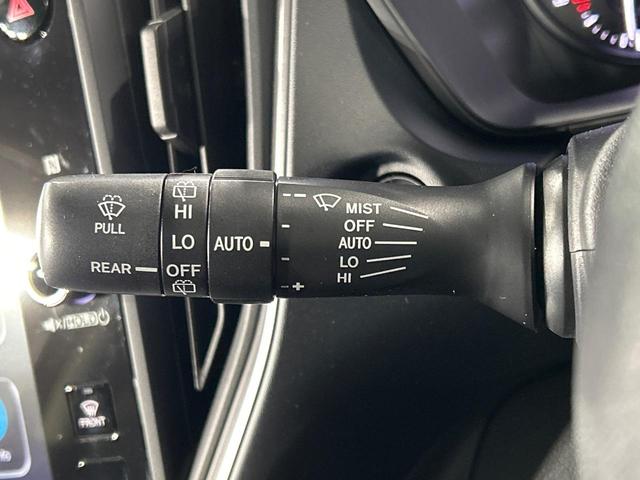 PULL
REAR
HI
LO
OFF
AUTO
-- MIST
- OFF
AUTO
- LO
-+ HI
HOLD
FRONT